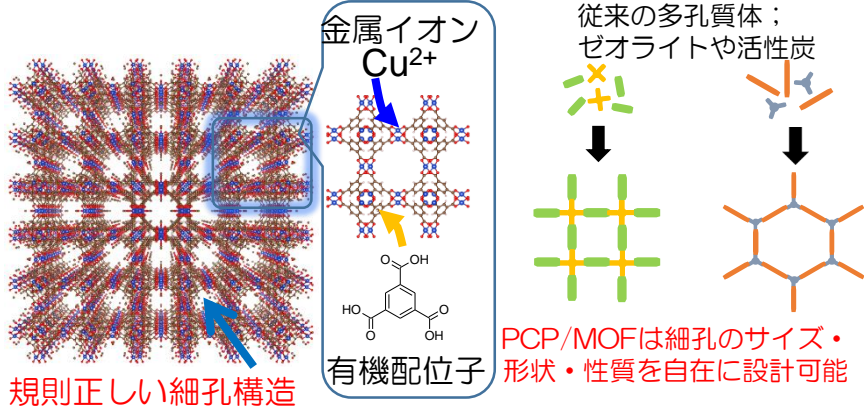 金属イオン
Cu²⁺
O
OH
HO
O
O
OH
有機配位子
規則正しい細孔構造
従来の多孔質体；
ゼオライトや活性炭
PCP/MOFは細孔のサイズ・
形状・性質を自在に設計可能